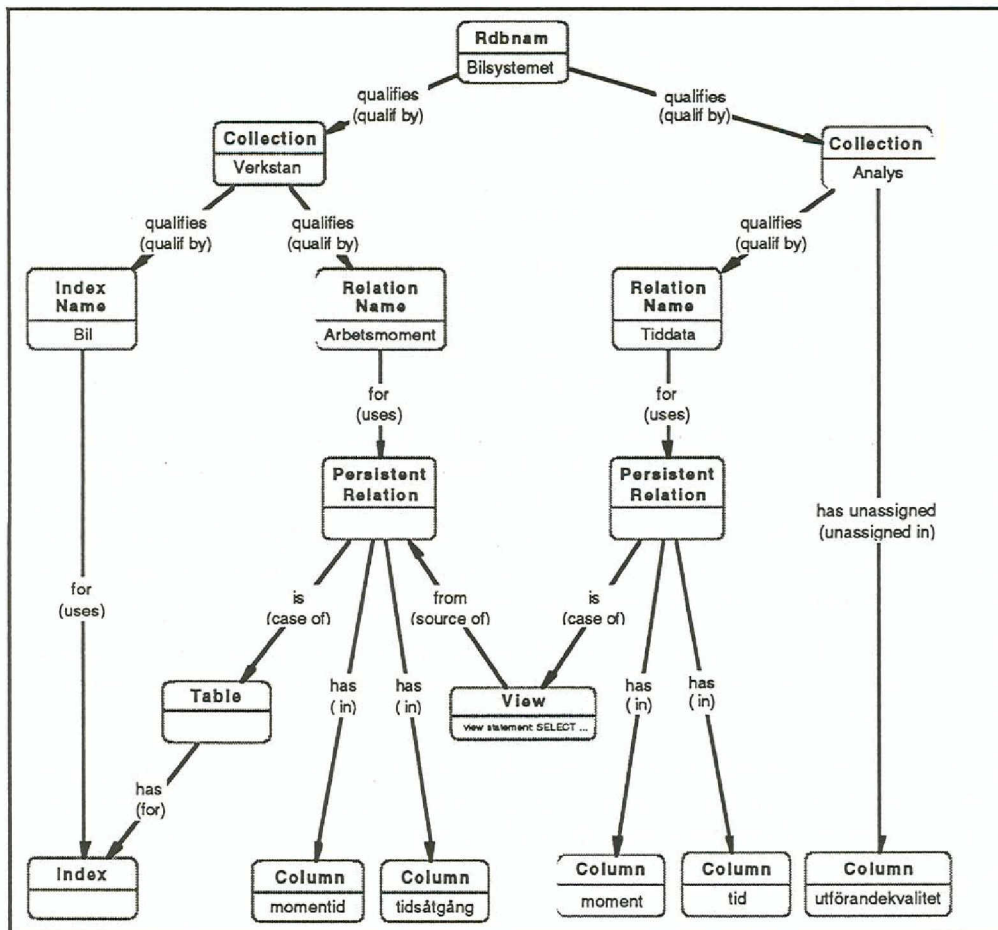 Rdbnam
Bilsystemet
qualifies
(qualif by)
qualifies
(qualif by)
Collection
Verkstan
Collection
Analys
qualifies
(qualif by)
qualifies
(qualif by)
qualifies
(qualif by)
Index
Name
Bil
Relation
Name
Arbetsmoment
Relation
Name
Tiddata
for
(uses)
for
(uses)
Persistent
Relation
Persistent
Relation
has unassigned
(unassigned in)
for
(uses)
is
(case of)
from
(source of)
is
(case of)
Table
has
( in)
has
( in)
View
view statement: SELECT ...
has
( in)
has
( in)
has
(for)
Index
Column
momentid
Column
tidsåtgång
Column
moment
Column
tid
Column
utförandekvalitet